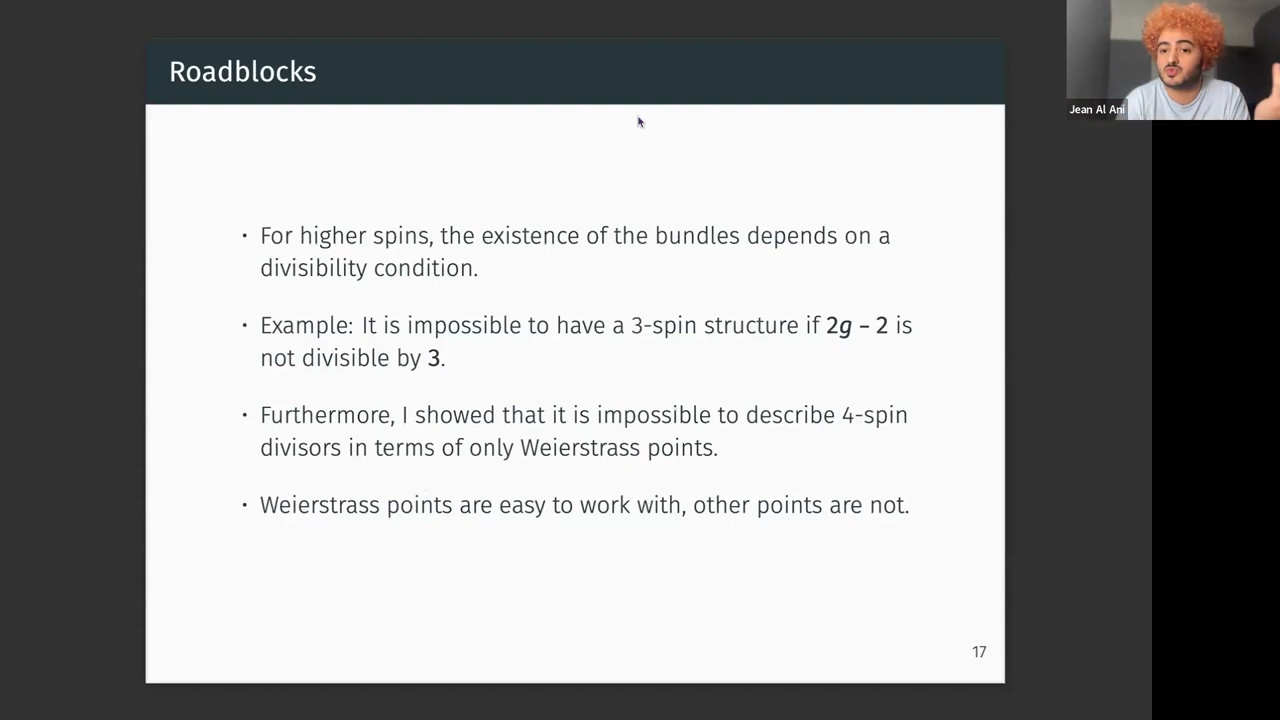 Roadblocks
Jean Al Ani
• For higher spins, the existence of the bundles depends on a
divisibility condition.
• Example: It is impossible to have a 3-spin structure if 2g – 2 is
not divisible by 3.
• Furthermore, I showed that it is impossible to describe 4-spin
divisors in terms of only Weierstrass points.
• Weierstrass points are easy to work with, other points are not.
17